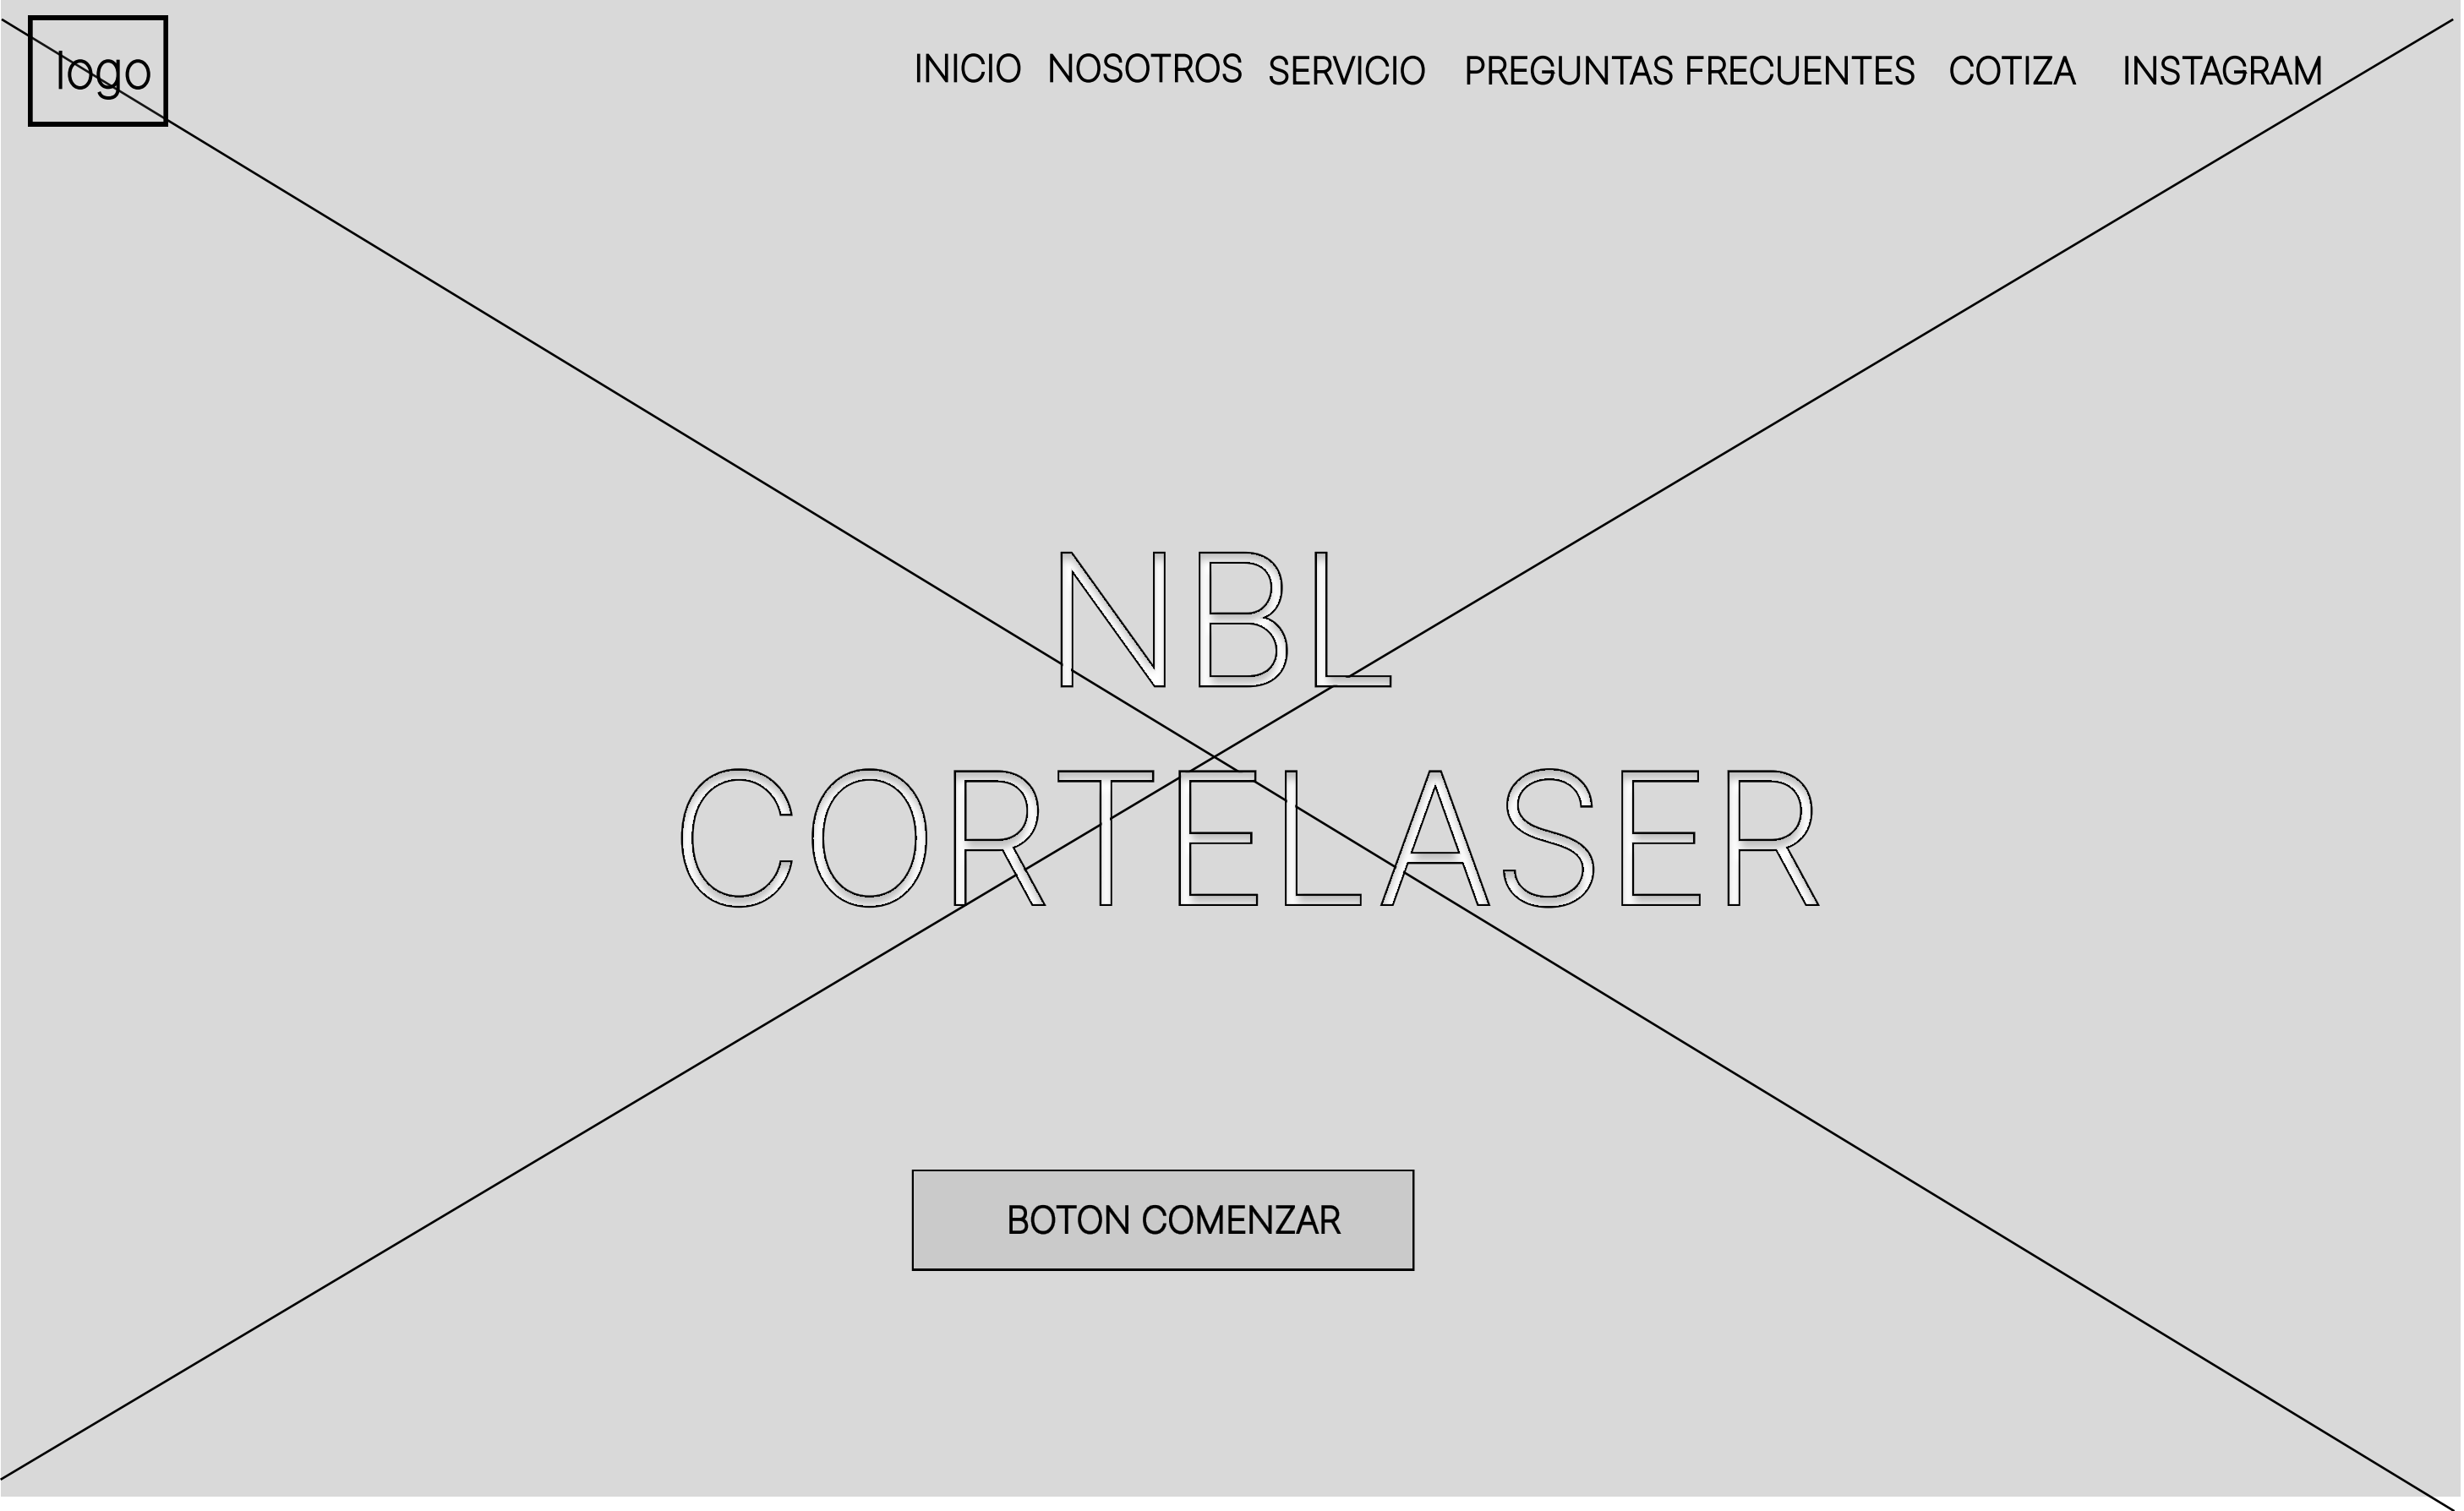 logo
INICIO NOSOTROS SERVICIO PREGUNTAS FRECUENTES COTIZA INSTAGRAM
NBL
CORTELASER
BOTON COMENZAR